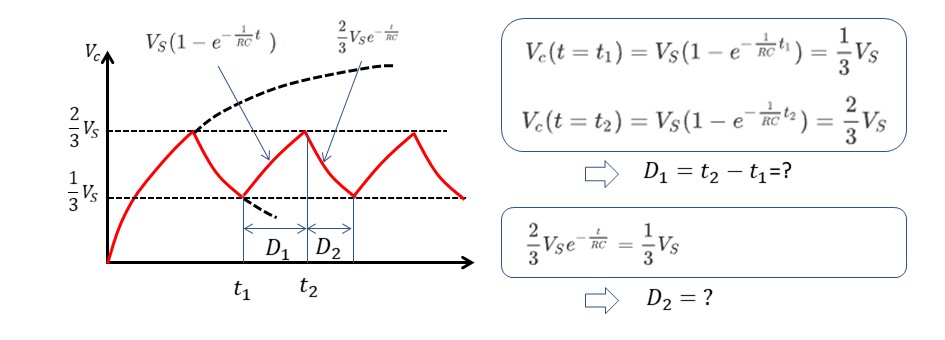 V_c
V_S(1 − e^{−\frac{1}{RC}t} )
\frac{2}{3}V_S e^{−\frac{t}{RC}}
\frac{2}{3}V_S
\frac{1}{3}V_S
D_1
D_2
t_1
t_2
V_c(t = t_1) = V_S(1 − e^{−\frac{1}{RC}t_1}) = \frac{1}{3}V_S
V_c(t = t_2) = V_S(1 − e^{−\frac{1}{RC}t_2}) = \frac{2}{3}V_S
D_1 = t_2 − t_1=?
\frac{2}{3}V_S e^{−\frac{t}{RC}} = \frac{1}{3}V_S
D_2 = ?